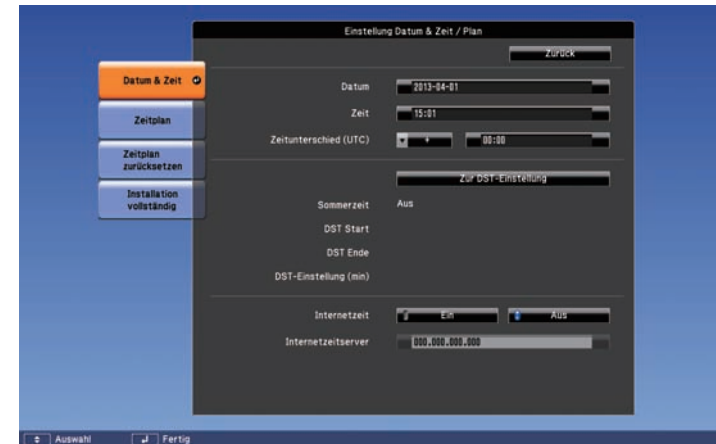 Einstellung Datum & Zeit / Plan
Zurück
Datum & Zeit
Zeitplan
Zeitplan
zurücksetzen
Installation
vollständig
Datum 2013-04-01
Zeit 15:01
Zeitunterschied (UTC) + 00:00
Zur DST-Einstellung
Sommerzeit Aus
DST Start
DST Ende
DST-Einstellung (min)
Internetzeit Ein Aus
Internetzeitserver 000.000.000.000
Auswahl Fertig